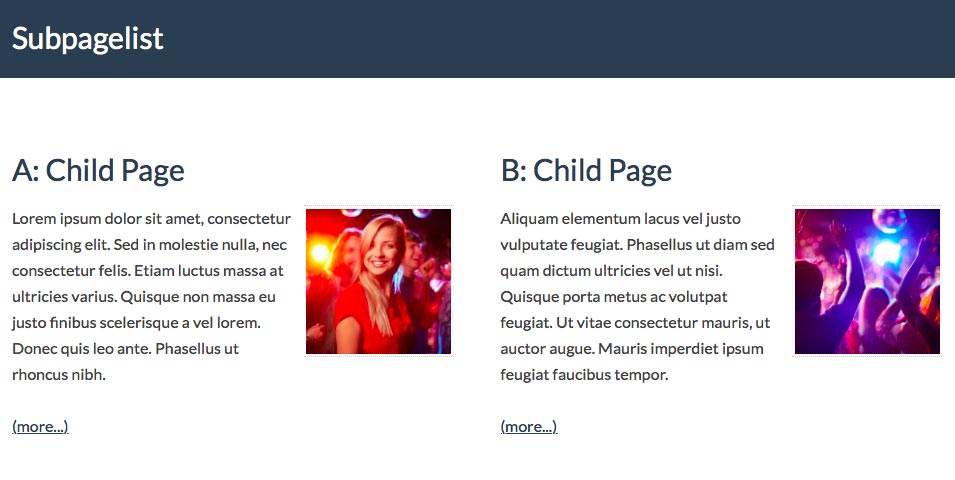 Subpagelist
A: Child Page
Lorem ipsum dolor sit amet, consectetur
adipiscing elit. Sed in molestie nulla, nec
consectetur felis. Etiam luctus massa at
ultricies varius. Quisque non massa eu
justo finibus scelerisque a vel lorem.
Donec quis leo ante. Phasellus ut
rhoncus nibh.
(more...)
B: Child Page
Aliquam elementum lacus vel justo
vulputate feugiat. Phasellus ut diam sed
quam dictum ultricies vel ut nisi.
Quisque porta metus ac volutpat
feugiat. Ut vitae consectetur mauris, ut
auctor augue. Mauris imperdiet ipsum
feugiat faucibus tempor.
(more...)